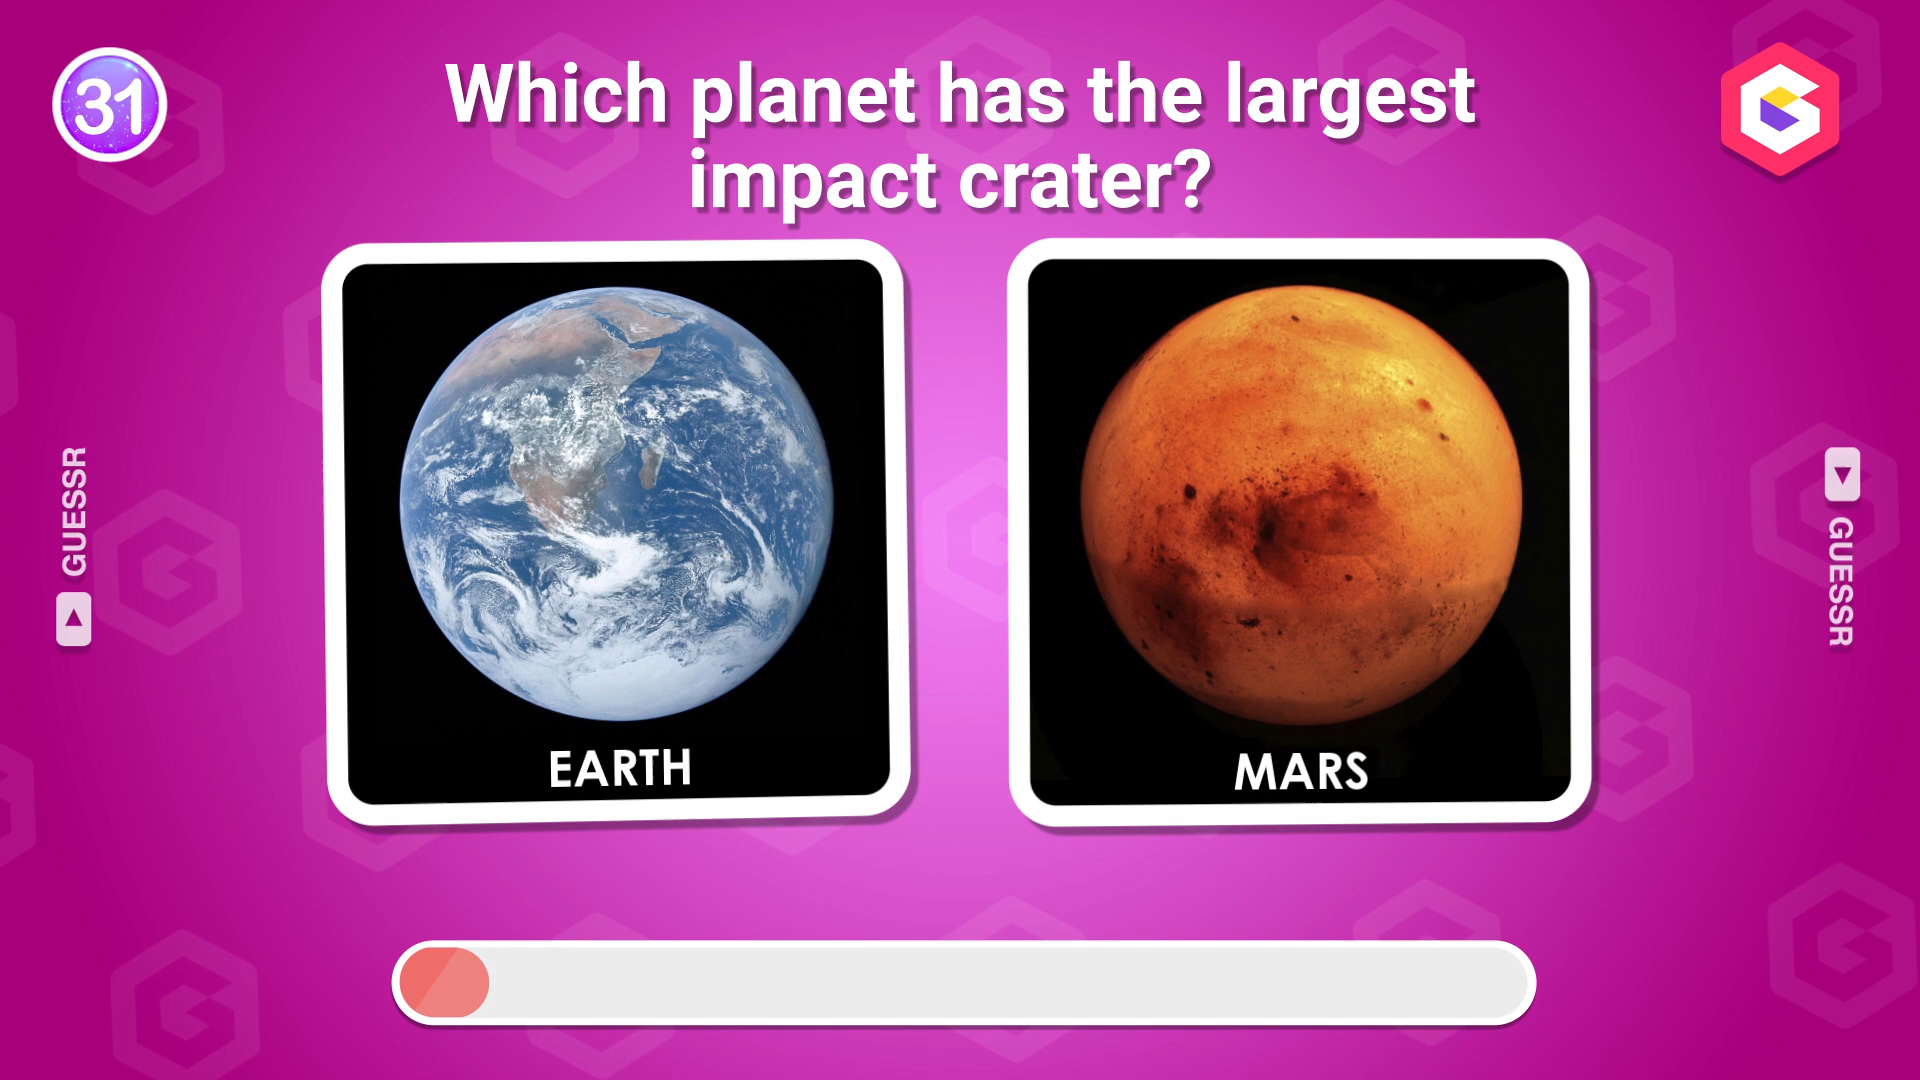 31
Which planet has the largest
impact crater?
EARTH
MARS
GUESSR
GUESSR